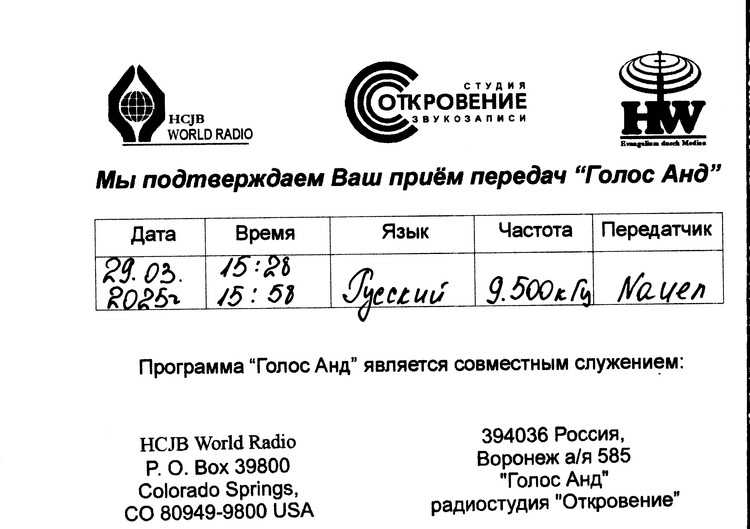 HCJB
WORLD RADIO
СТУДИЯ
ОТКРОВЕНИЕ
ЗВУКОЗАПИСИ
HW
Evangelium durch Medien
Мы подтверждаем Ваш приём передач “Голос Анд”
Дата Время Язык Частота Передатчик
29.03. 15:28
2025г 15:58 Русский 9.500кГц Nауеn
Программа “Голос Анд” является совместным служением:
HCJB World Radio
P. O. Box 39800
Colorado Springs,
CO 80949-9800 USA
394036 Россия,
Воронеж а/я 585
"Голос Анд"
радиостудия "Откровение"